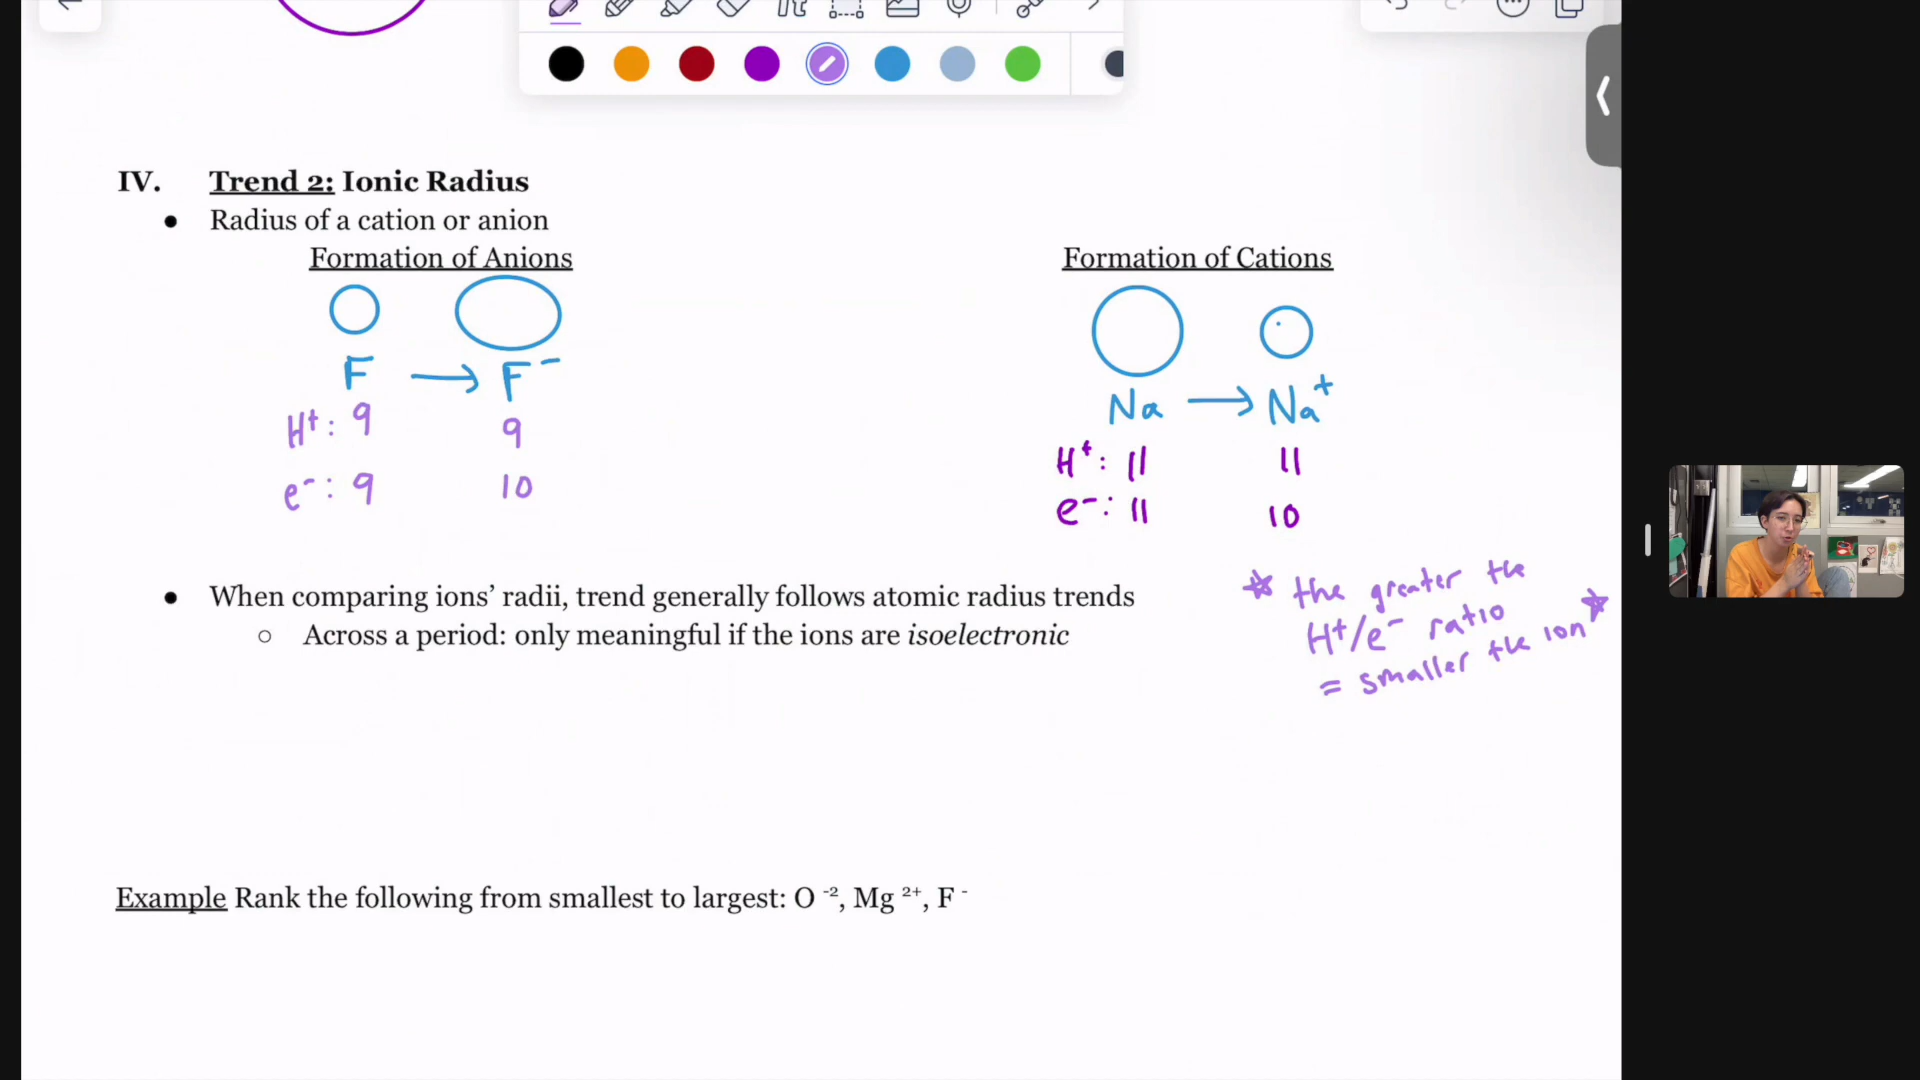 IV. Trend 2: Ionic Radius
● Radius of a cation or anion
Formation of Anions
Formation of Cations
F → F⁻
H⁺: 9 9
e⁻: 9 10
Na → Na⁺
H⁺: 11 11
e⁻: 11 10
☆ the greater the
H⁺/e⁻ ratio
= smaller the ion ☆
● When comparing ions’ radii, trend generally follows atomic radius trends
○ Across a period: only meaningful if the ions are isoelectronic
Example Rank the following from smallest to largest: O ⁻², Mg ²⁺, F ⁻